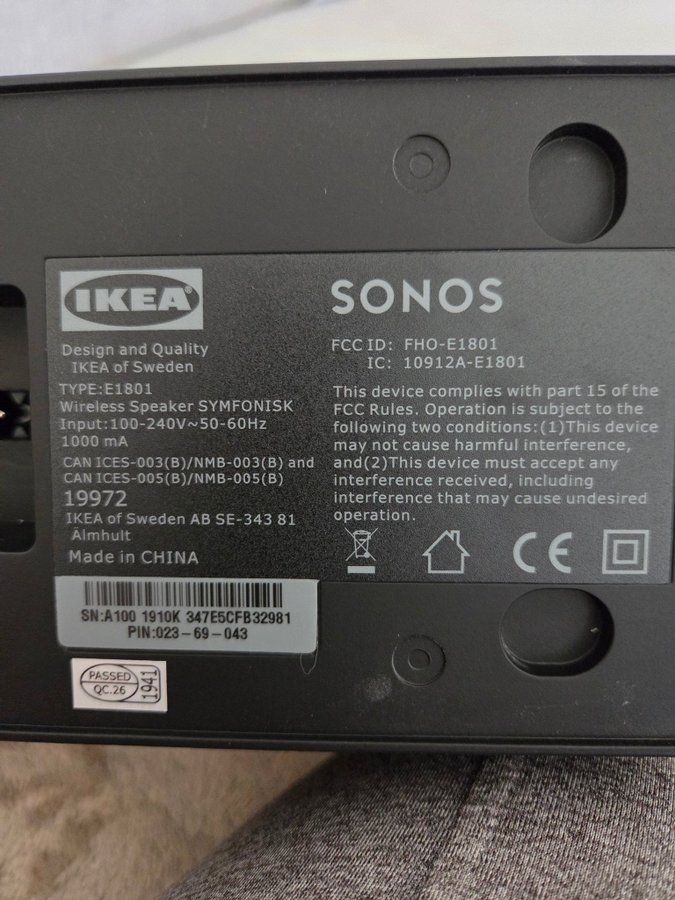 IKEA®
Design and Quality
IKEA of Sweden
TYPE:E1801
Wireless Speaker SYMFONISK
Input:100-240V~50-60Hz
1000 mA
CAN ICES-003(B)/NMB-003(B) and
CAN ICES-005(B)/NMB-005(B)
19972
IKEA of Sweden AB SE-343 81
Älmhult
Made in CHINA
SONOS
FCC ID: FHO-E1801
IC: 10912A-E1801
This device complies with part 15 of the
FCC Rules. Operation is subject to the
following two conditions:(1)This device
may not cause harmful interference,
and(2)This device must accept any
interference received, including
interference that may cause undesired
operation.
CE
SN:A100 1910K 347E5CFB32981
PIN:023-69-043
PASSED
QC.26
1941